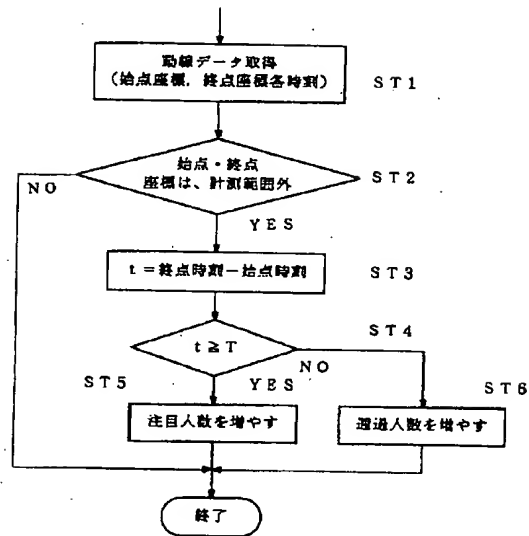 動線データ取得
（始点座標，終点座標各時刻）
ST1
始点・終点
座標は、計測範囲外
ST2
NO
YES
t＝終点時刻－始点時刻
ST3
t≧T
ST4
NO
YES
ST5
注目人数を増やす
ST6
通過人数を増やす
終了